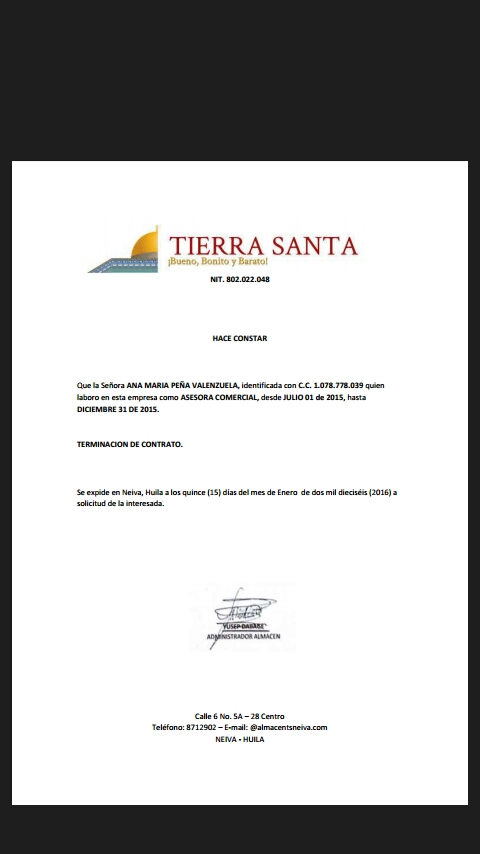 TIERRA SANTA
¡Bueno, Bonito y Barato!
NIT. 802.022.048
HACE CONSTAR
Que la Señora ANA MARIA PEÑA VALENZUELA, identificada con C.C. 1.078.778.039 quien
laboro en esta empresa como ASESORA COMERCIAL, desde JULIO 01 de 2015, hasta
DICIEMBRE 31 DE 2015.
TERMINACION DE CONTRATO.
Se expide en Neiva, Huila a los quince (15) días del mes de Enero de dos mil dieciséis (2016) a
solicitud de la interesada.
YUSEP DABABE
ADMINISTRADOR ALMACEN
Calle 6 No. 5A – 28 Centro
Teléfono: 8712902 – E-mail: @almacentsneiva.com
NEIVA - HUILA